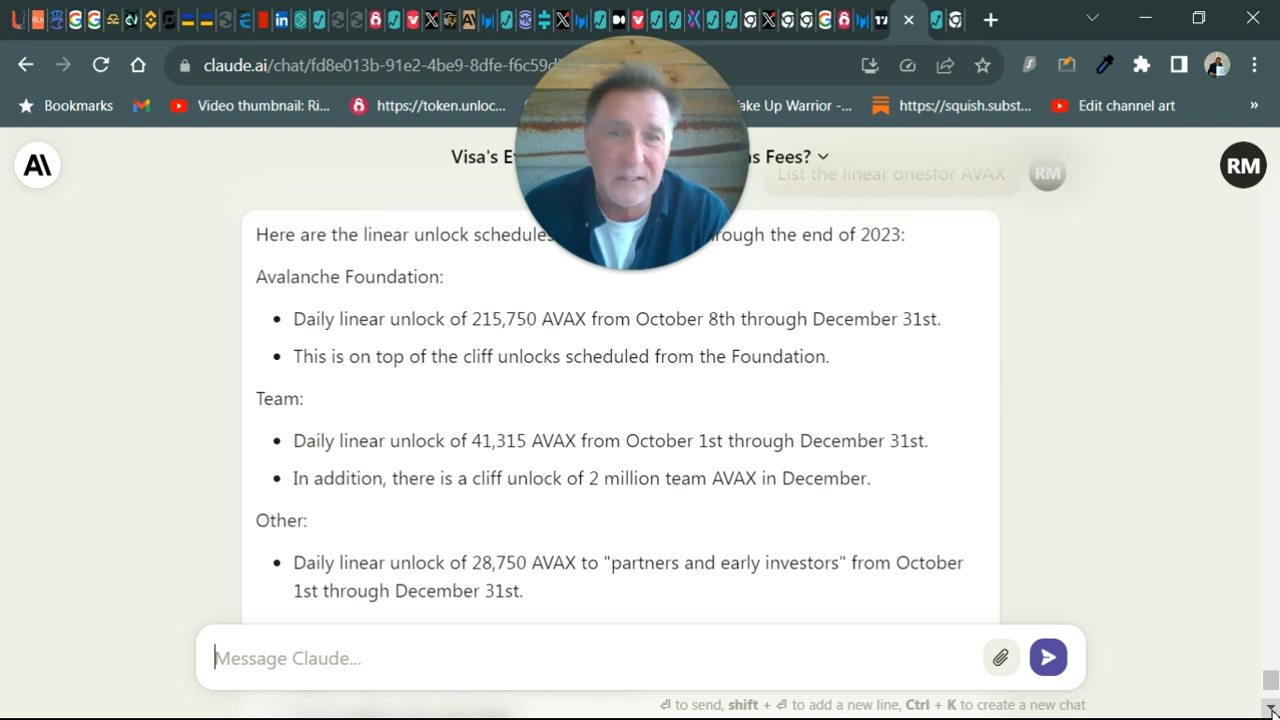 claude.ai/chat/fd8e013b-91e2-4be9-8dfe-f6c59d
Bookmarks Video thumbnail: Ri... https://token.unloc... ake Up Warrior -... https://squish.subst... Edit channel art »
Visa's E s Fees?
RM
List the linear onesfor AVAX RM
Here are the linear unlock schedules rough the end of 2023:
Avalanche Foundation:
• Daily linear unlock of 215,750 AVAX from October 8th through December 31st.
• This is on top of the cliff unlocks scheduled from the Foundation.
Team:
• Daily linear unlock of 41,315 AVAX from October 1st through December 31st.
• In addition, there is a cliff unlock of 2 million team AVAX in December.
Other:
• Daily linear unlock of 28,750 AVAX to "partners and early investors" from October
1st through December 31st.
Message Claude...
⏎ to send, shift + ⏎ to add a new line, Ctrl + K to create a new chat